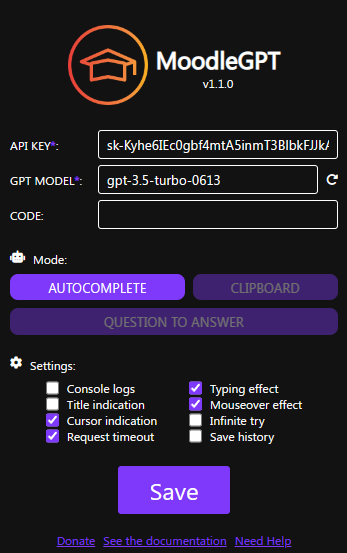 MoodleGPT
v1.1.0
API KEY*:
sk-Kyhe6IEc0gbf4mtA5inmT3BIbkFJJkA
GPT MODEL*: gpt-3.5-turbo-0613
CODE:
Mode:
AUTOCOMPLETE CLIPBOARD
QUESTION TO ANSWER
Settings:
Console logs Typing effect
Title indication Mouseover effect
Cursor indication Infinite try
Request timeout Save history
Save
Donate See the documentation Need Help